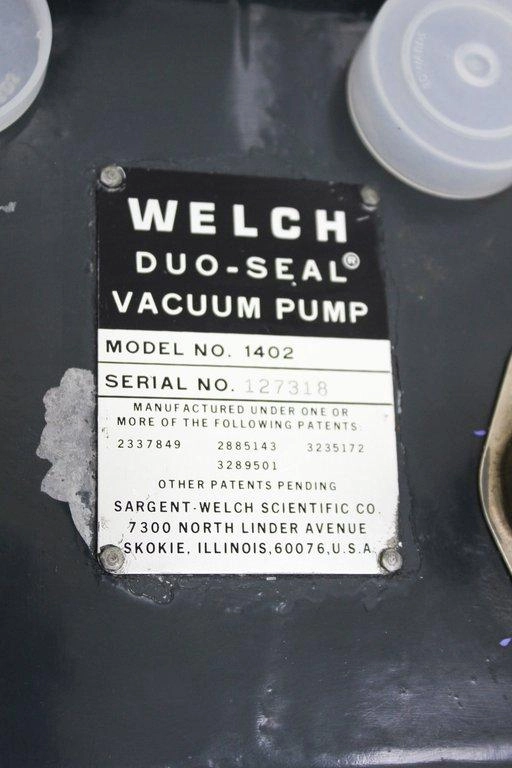 WELCH
DUO-SEAL®
VACUUM PUMP
MODEL NO. 1402
SERIAL NO. 127318
MANUFACTURED UNDER ONE OR
MORE OF THE FOLLOWING PATENTS:
2337849 2885143 3235172
3289501
OTHER PATENTS PENDING
SARGENT-WELCH SCIENTIFIC CO.
7300 NORTH LINDER AVENUE
SKOKIE, ILLINOIS, 60076, U.S.A.